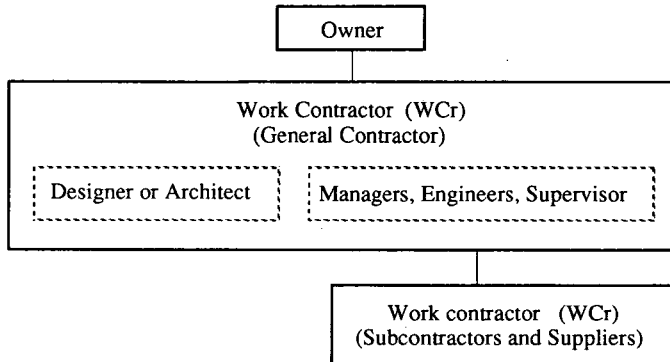 Owner
Work Contractor (WCr)
(General Contractor)
Designer or Architect
Managers, Engineers, Supervisor
Work contractor (WCr)
(Subcontractors and Suppliers)